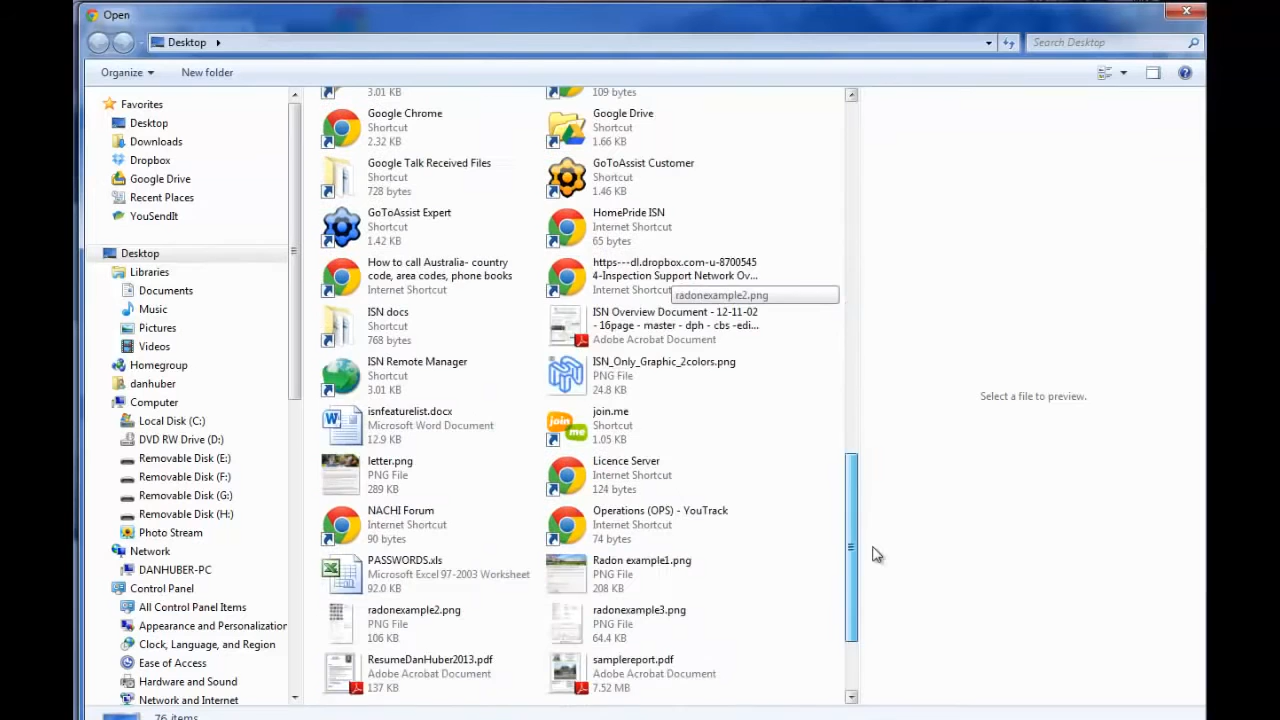 Open
Desktop
Search Desktop
Organize
New folder
Favorites
Desktop
Downloads
Dropbox
Google Drive
Recent Places
YouSendIt
Desktop
Libraries
Documents
Music
Pictures
Videos
Homegroup
danhuber
Computer
Local Disk (C:)
DVD RW Drive (D:)
Removable Disk (E:)
Removable Disk (F:)
Removable Disk (G:)
Removable Disk (H:)
Photo Stream
Network
DANHUBER-PC
Control Panel
All Control Panel Items
Appearance and Personalization
Clock, Language, and Region
Ease of Access
Hardware and Sound
Network and Internet
3.01 KB
109 bytes
Google Chrome
Shortcut
2.32 KB
Google Drive
Shortcut
1.66 KB
Google Talk Received Files
Shortcut
728 bytes
GoToAssist Customer
Shortcut
1.46 KB
GoToAssist Expert
Shortcut
1.42 KB
HomePride ISN
Internet Shortcut
65 bytes
How to call Australia- country
code, area codes, phone books
Internet Shortcut
https---dl.dropbox.com-u-8700545
4-Inspection Support Network Ov...
Internet Shortcut
radonexample2.png
ISN docs
Shortcut
768 bytes
ISN Overview Document - 12-11-02
- 16page - master - dph - cbs -edi...
Adobe Acrobat Document
ISN Remote Manager
Shortcut
3.01 KB
ISN_Only_Graphic_2colors.png
PNG File
24.8 KB
isnfeaturelist.docx
Microsoft Word Document
12.9 KB
join.me
Shortcut
1.05 KB
letter.png
PNG File
289 KB
Licence Server
Internet Shortcut
124 bytes
NACHI Forum
Internet Shortcut
90 bytes
Operations (OPS) - YouTrack
Internet Shortcut
74 bytes
PASSWORDS.xls
Microsoft Excel 97-2003 Worksheet
92.0 KB
Radon example1.png
PNG File
208 KB
radonexample2.png
PNG File
106 KB
radonexample3.png
PNG File
64.4 KB
ResumeDanHuber2013.pdf
Adobe Acrobat Document
137 KB
samplereport.pdf
Adobe Acrobat Document
7.52 MB
Select a file to preview.
76 items